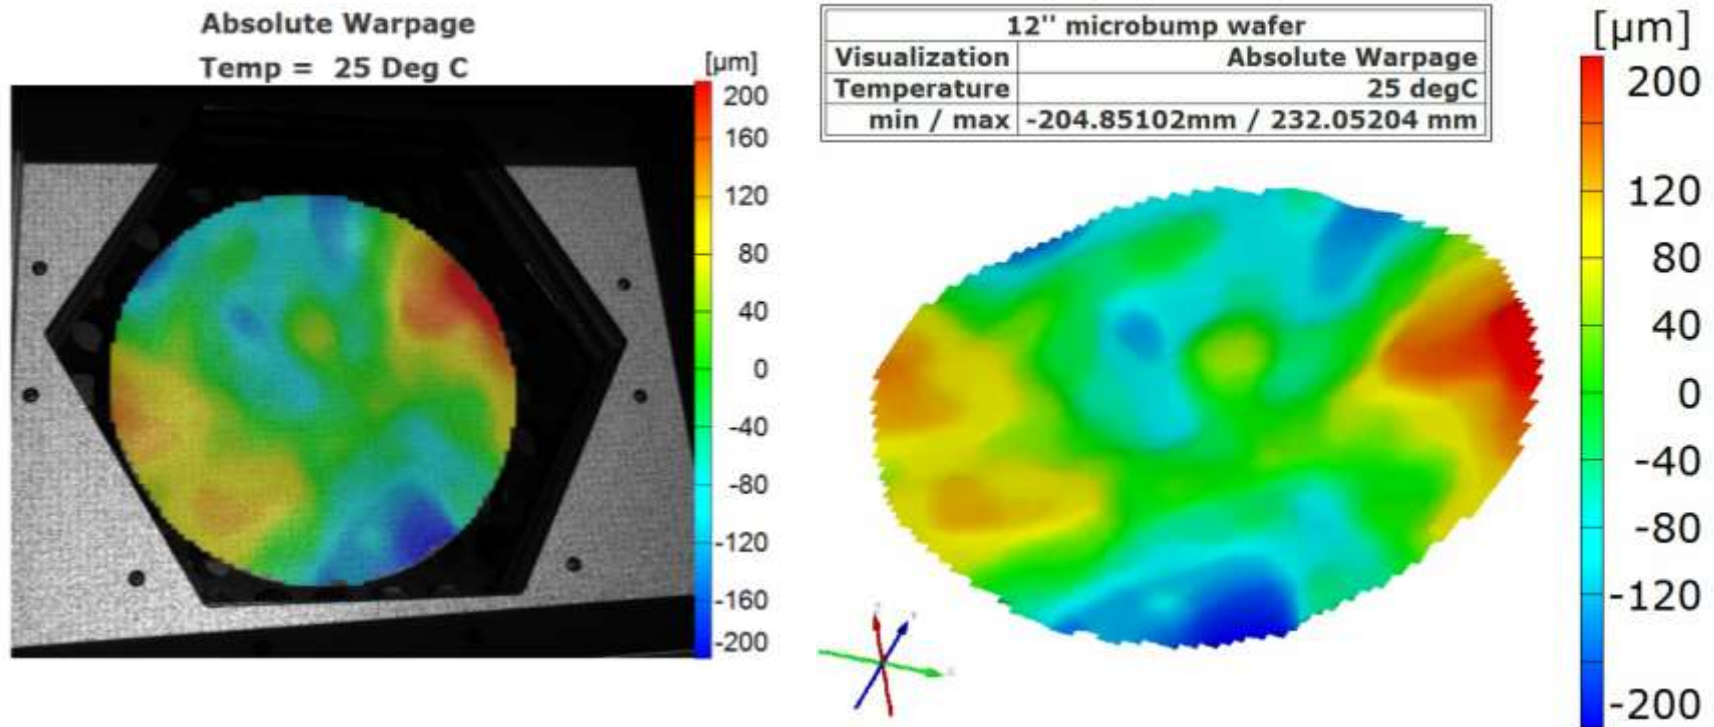 Absolute Warpage
Temp = 25 Deg C
[µm]
200
160
120
80
40
0
-40
-80
-120
-160
-200
12'' microbump wafer
Visualization Absolute Warpage
Temperature 25 degC
min / max -204.85102mm / 232.05204 mm
[µm]
200
120
80
40
0
-40
-80
-120
-200